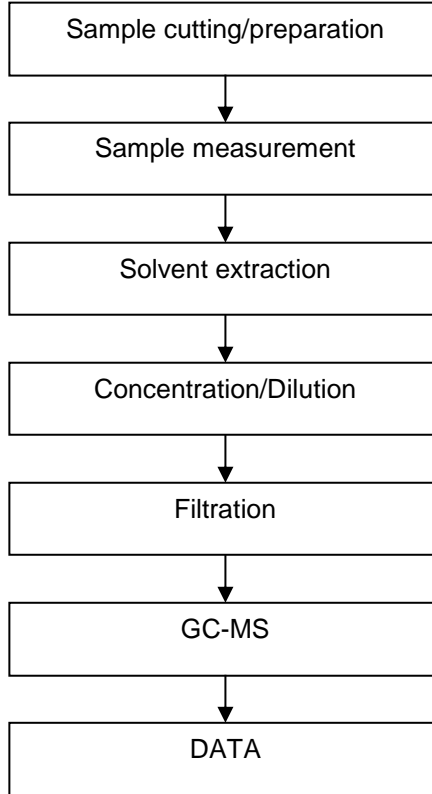 Sample cutting/preparation
Sample measurement
Solvent extraction
Concentration/Dilution
Filtration
GC-MS
DATA